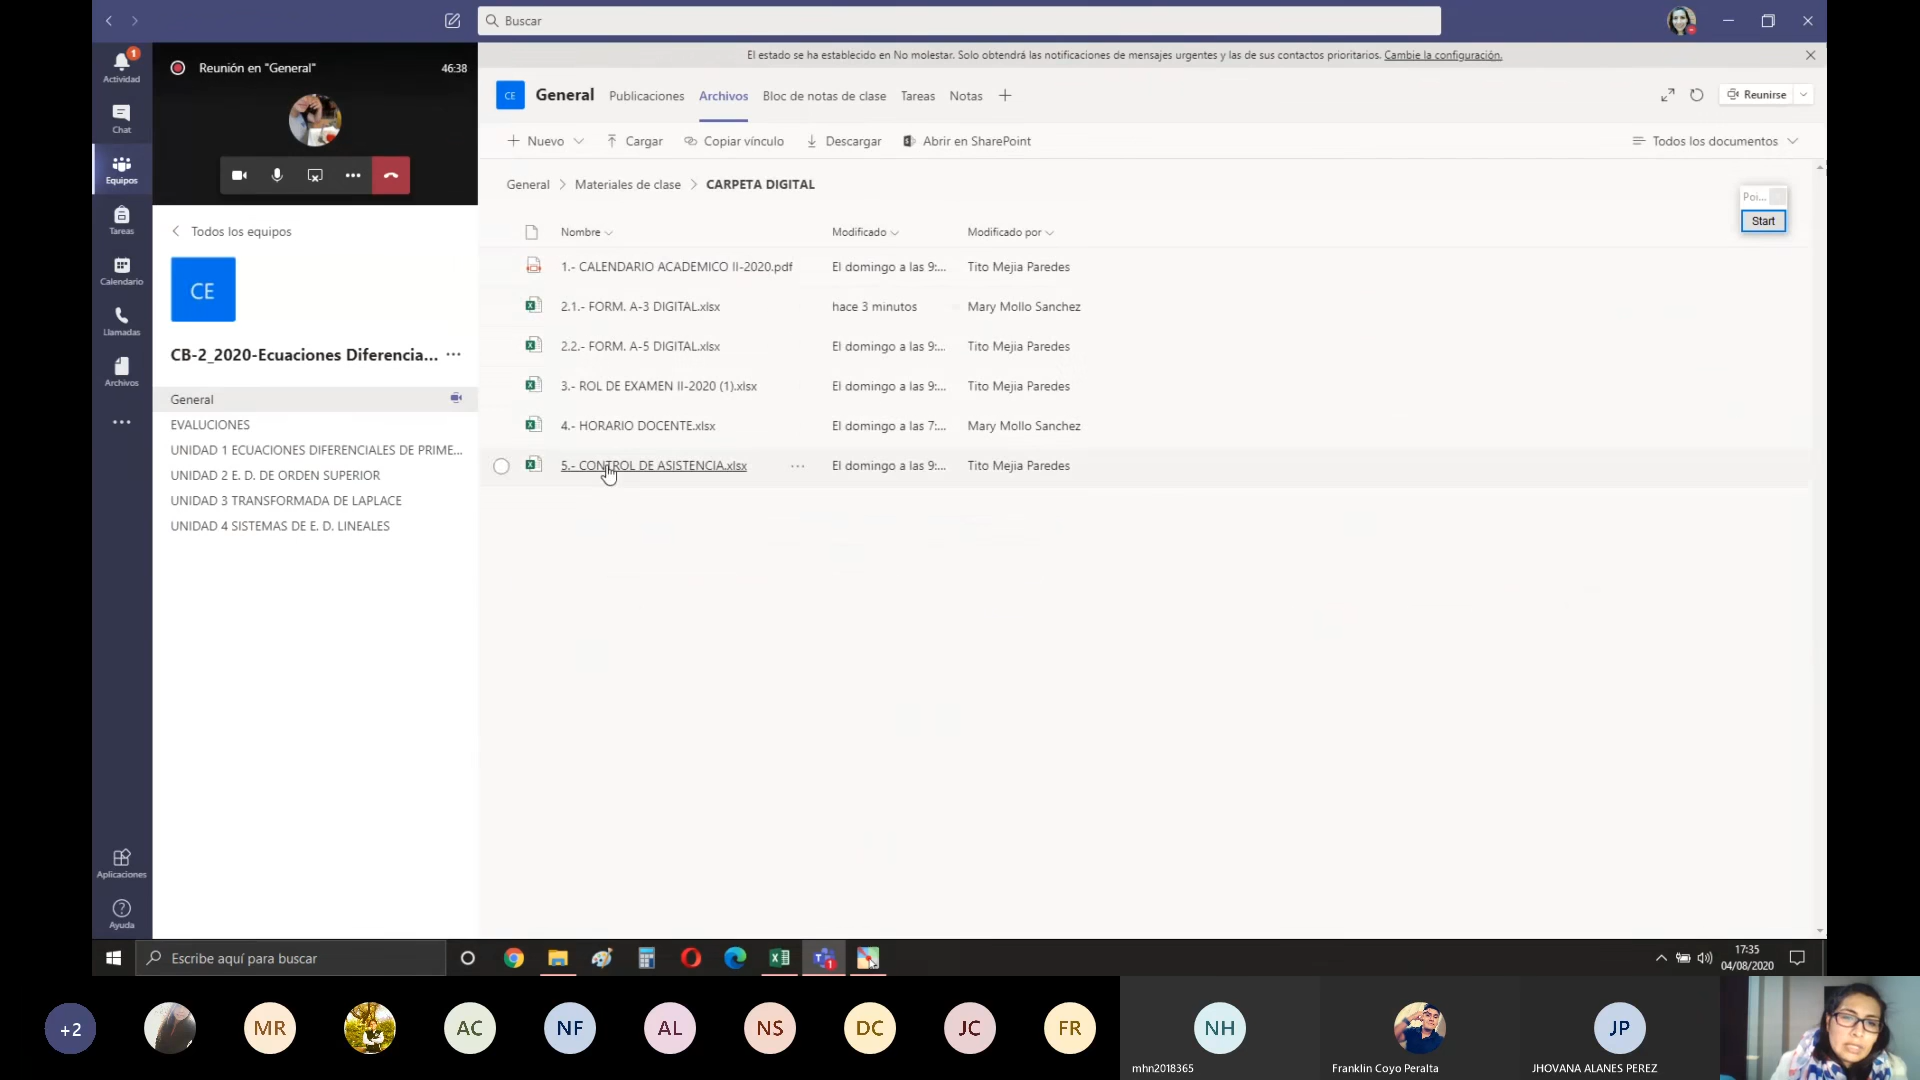 Buscar
El estado se ha establecido en No molestar. Solo obtendrá las notificaciones de mensajes urgentes y las de sus contactos prioritarios. Cambie la configuración.
1
Actividad
Chat
Equipos
Tareas
Calendario
Llamadas
Archivos
Aplicaciones
Ayuda
Reunión en "General"
46:38
Todos los equipos
CE
CB-2_2020-Ecuaciones Diferencia...
General
EVALUCIONES
UNIDAD 1 ECUACIONES DIFERENCIALES DE PRIME...
UNIDAD 2 E. D. DE ORDEN SUPERIOR
UNIDAD 3 TRANSFORMADA DE LAPLACE
UNIDAD 4 SISTEMAS DE E. D. LINEALES
CE General Publicaciones Archivos Bloc de notas de clase Tareas Notas
Reunirse
Nuevo Cargar Copiar vínculo Descargar Abrir en SharePoint Todos los documentos
General > Materiales de clase > CARPETA DIGITAL
Poi...
Start
Nombre Modificado Modificado por
1.- CALENDARIO ACADEMICO II-2020.pdf El domingo a las 9:... Tito Mejia Paredes
2.1.- FORM. A-3 DIGITAL.xlsx hace 3 minutos Mary Mollo Sanchez
2.2.- FORM. A-5 DIGITAL.xlsx El domingo a las 9:... Tito Mejia Paredes
3.- ROL DE EXAMEN II-2020 (1).xlsx El domingo a las 9:... Tito Mejia Paredes
4.- HORARIO DOCENTE.xlsx El domingo a las 7:... Mary Mollo Sanchez
5.- CONTROL DE ASISTENCIA.xlsx El domingo a las 9:... Tito Mejia Paredes
Escribe aquí para buscar
1
17:35
04/08/2020
+2 MR AC NF AL NS DC JC FR NH JP
mhn2018365 Franklin Coyo Peralta JHOVANA ALANES PEREZ